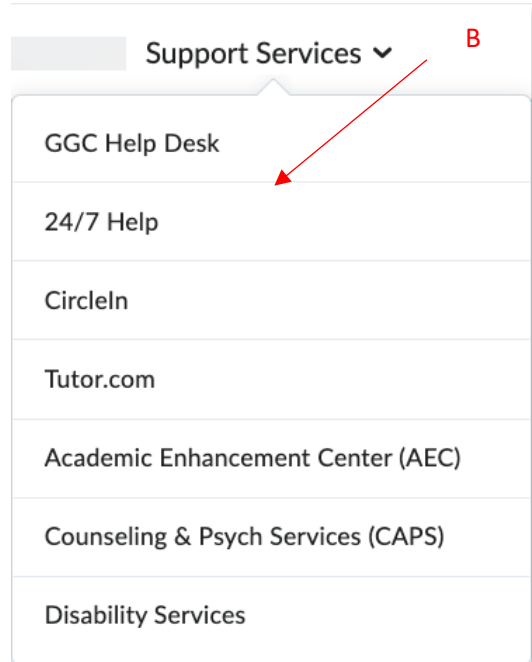 Support Services
B
GGC Help Desk
24/7 Help
CircleIn
Tutor.com
Academic Enhancement Center (AEC)
Counseling & Psych Services (CAPS)
Disability Services